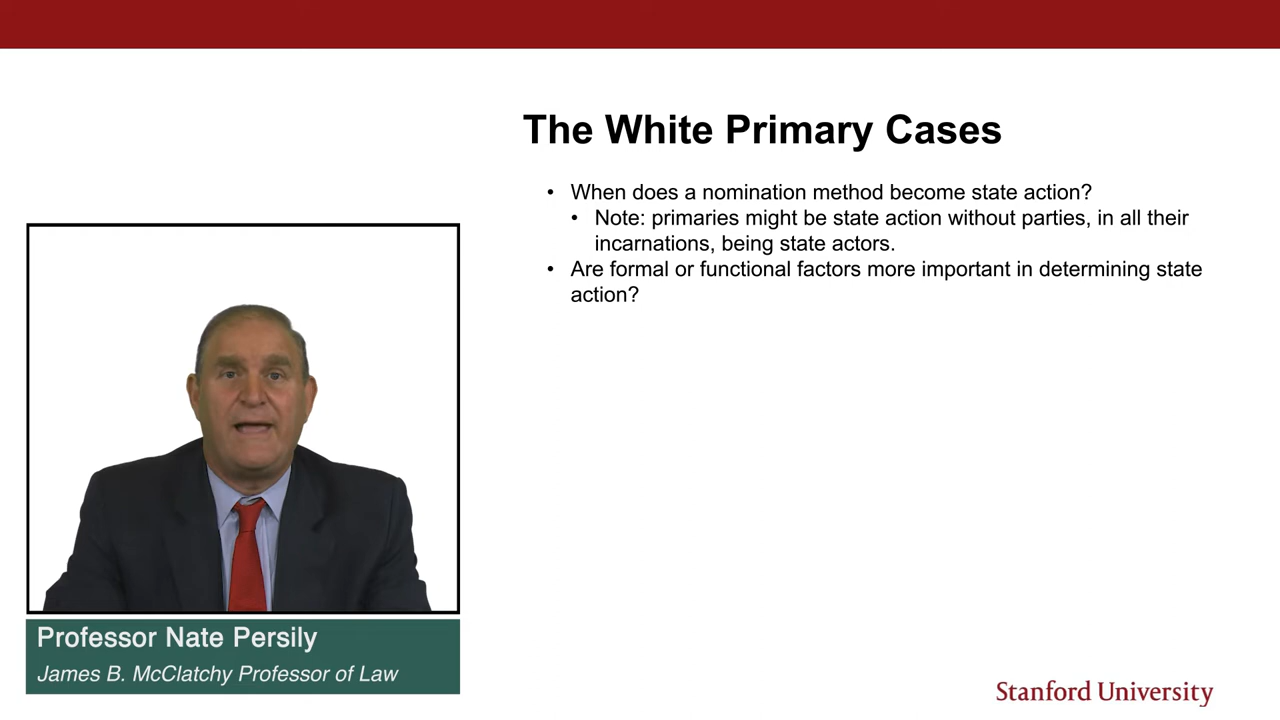 The White Primary Cases
• When does a nomination method become state action?
• Note: primaries might be state action without parties, in all their
incarnations, being state actors.
• Are formal or functional factors more important in determining state
action?
Professor Nate Persily
James B. McClatchy Professor of Law
Stanford University